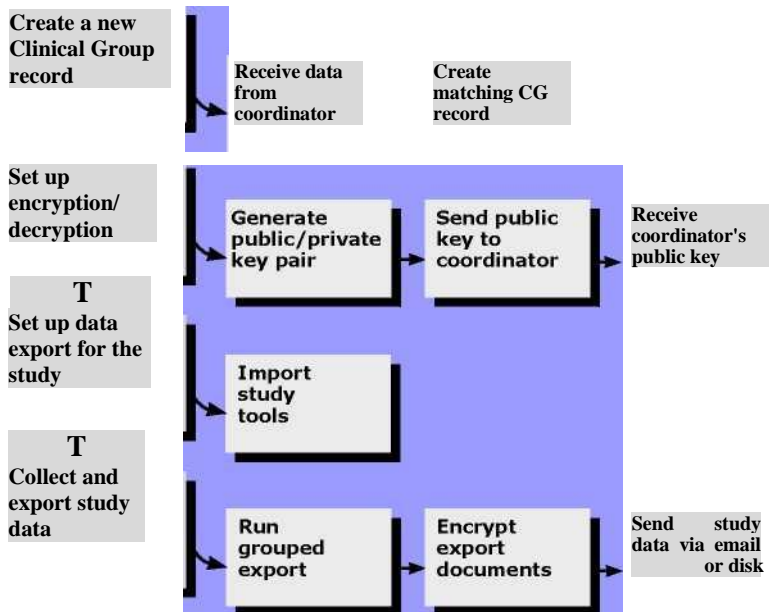 Create a new
Clinical Group
record
Receive data
from
coordinator
Create
matching CG
record
Set up
encryption/
decryption
Generate
public/private
key pair
Send public
key to
coordinator
Receive
coordinator's
public key
T
Set up data
export for the
study
Import
study
tools
T
Collect and
export study
data
Run
grouped
export
Encrypt
export
documents
Send study
data via email
or disk